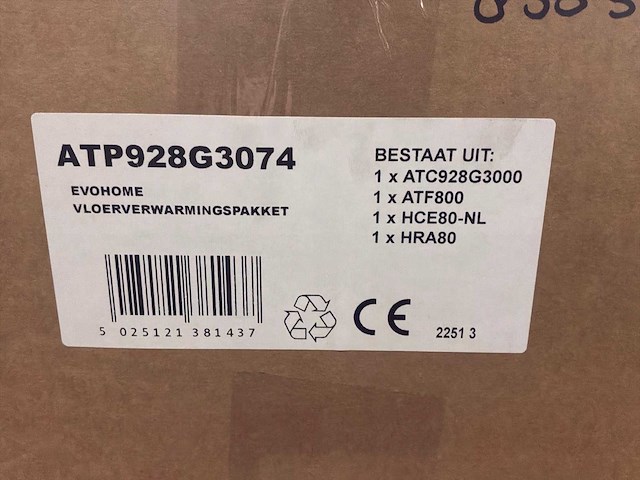 ATP928G3074
EVOHOME
VLOERVERWARMINGSPAKKET
BESTAAT UIT:
1 x ATC928G3000
1 x ATF800
1 x HCE80-NL
1 x HRA80
5 025121 381437
CE
2251 3